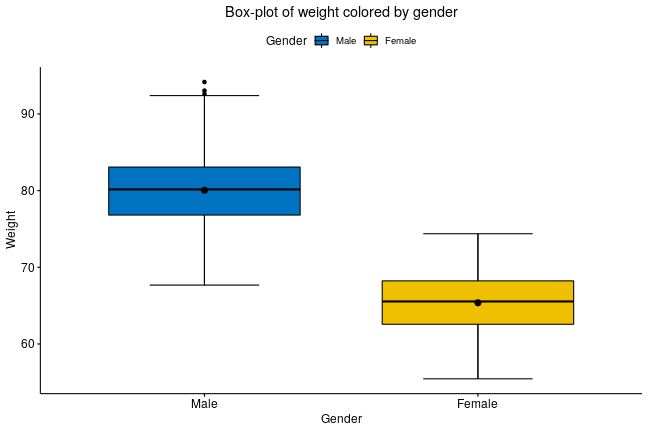 Box-plot of weight colored by gender
Gender Male Female
90
80
70
60
Weight
Male Female
Gender